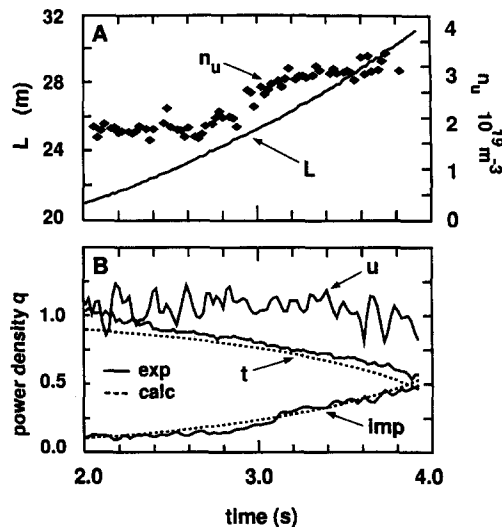 A
32
28
24
20
L (m)
n_u
L
4
3
2
1
0
n_u 10^19 m^-3
B
power density q
1.0
0.5
0.0
u
t
imp
exp
calc
2.0
3.0
4.0
time (s)